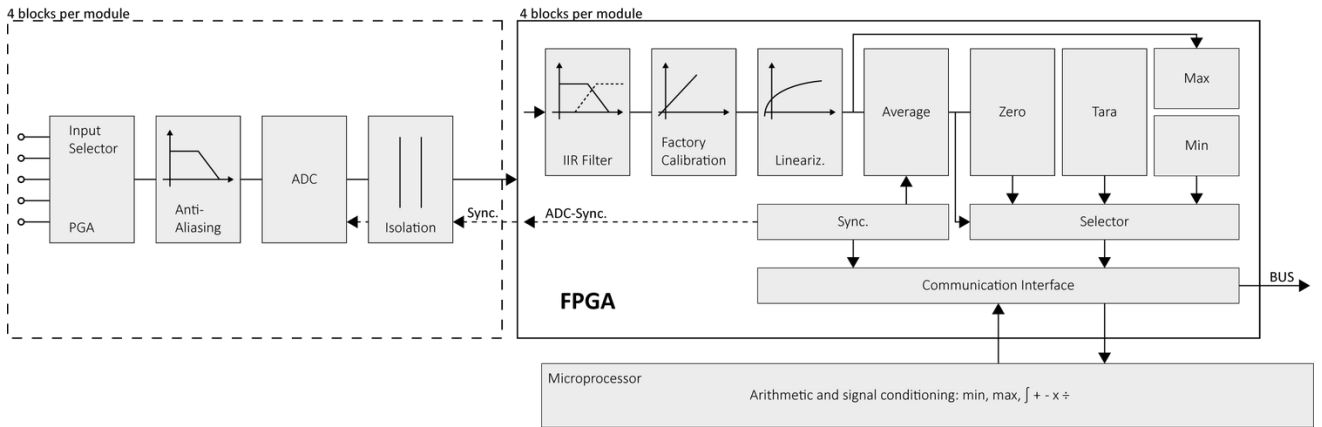 4 blocks per module
4 blocks per module
Input
Selector
PGA
Anti-
Aliasing
ADC
Isolation
Sync.
ADC-Sync.
IIR Filter
Factory
Calibration
Lineariz.
Average
Zero
Tara
Max
Min
Sync.
Selector
Communication Interface
BUS
FPGA
Microprocessor
Arithmetic and signal conditioning: min, max, ∫ + - x ÷